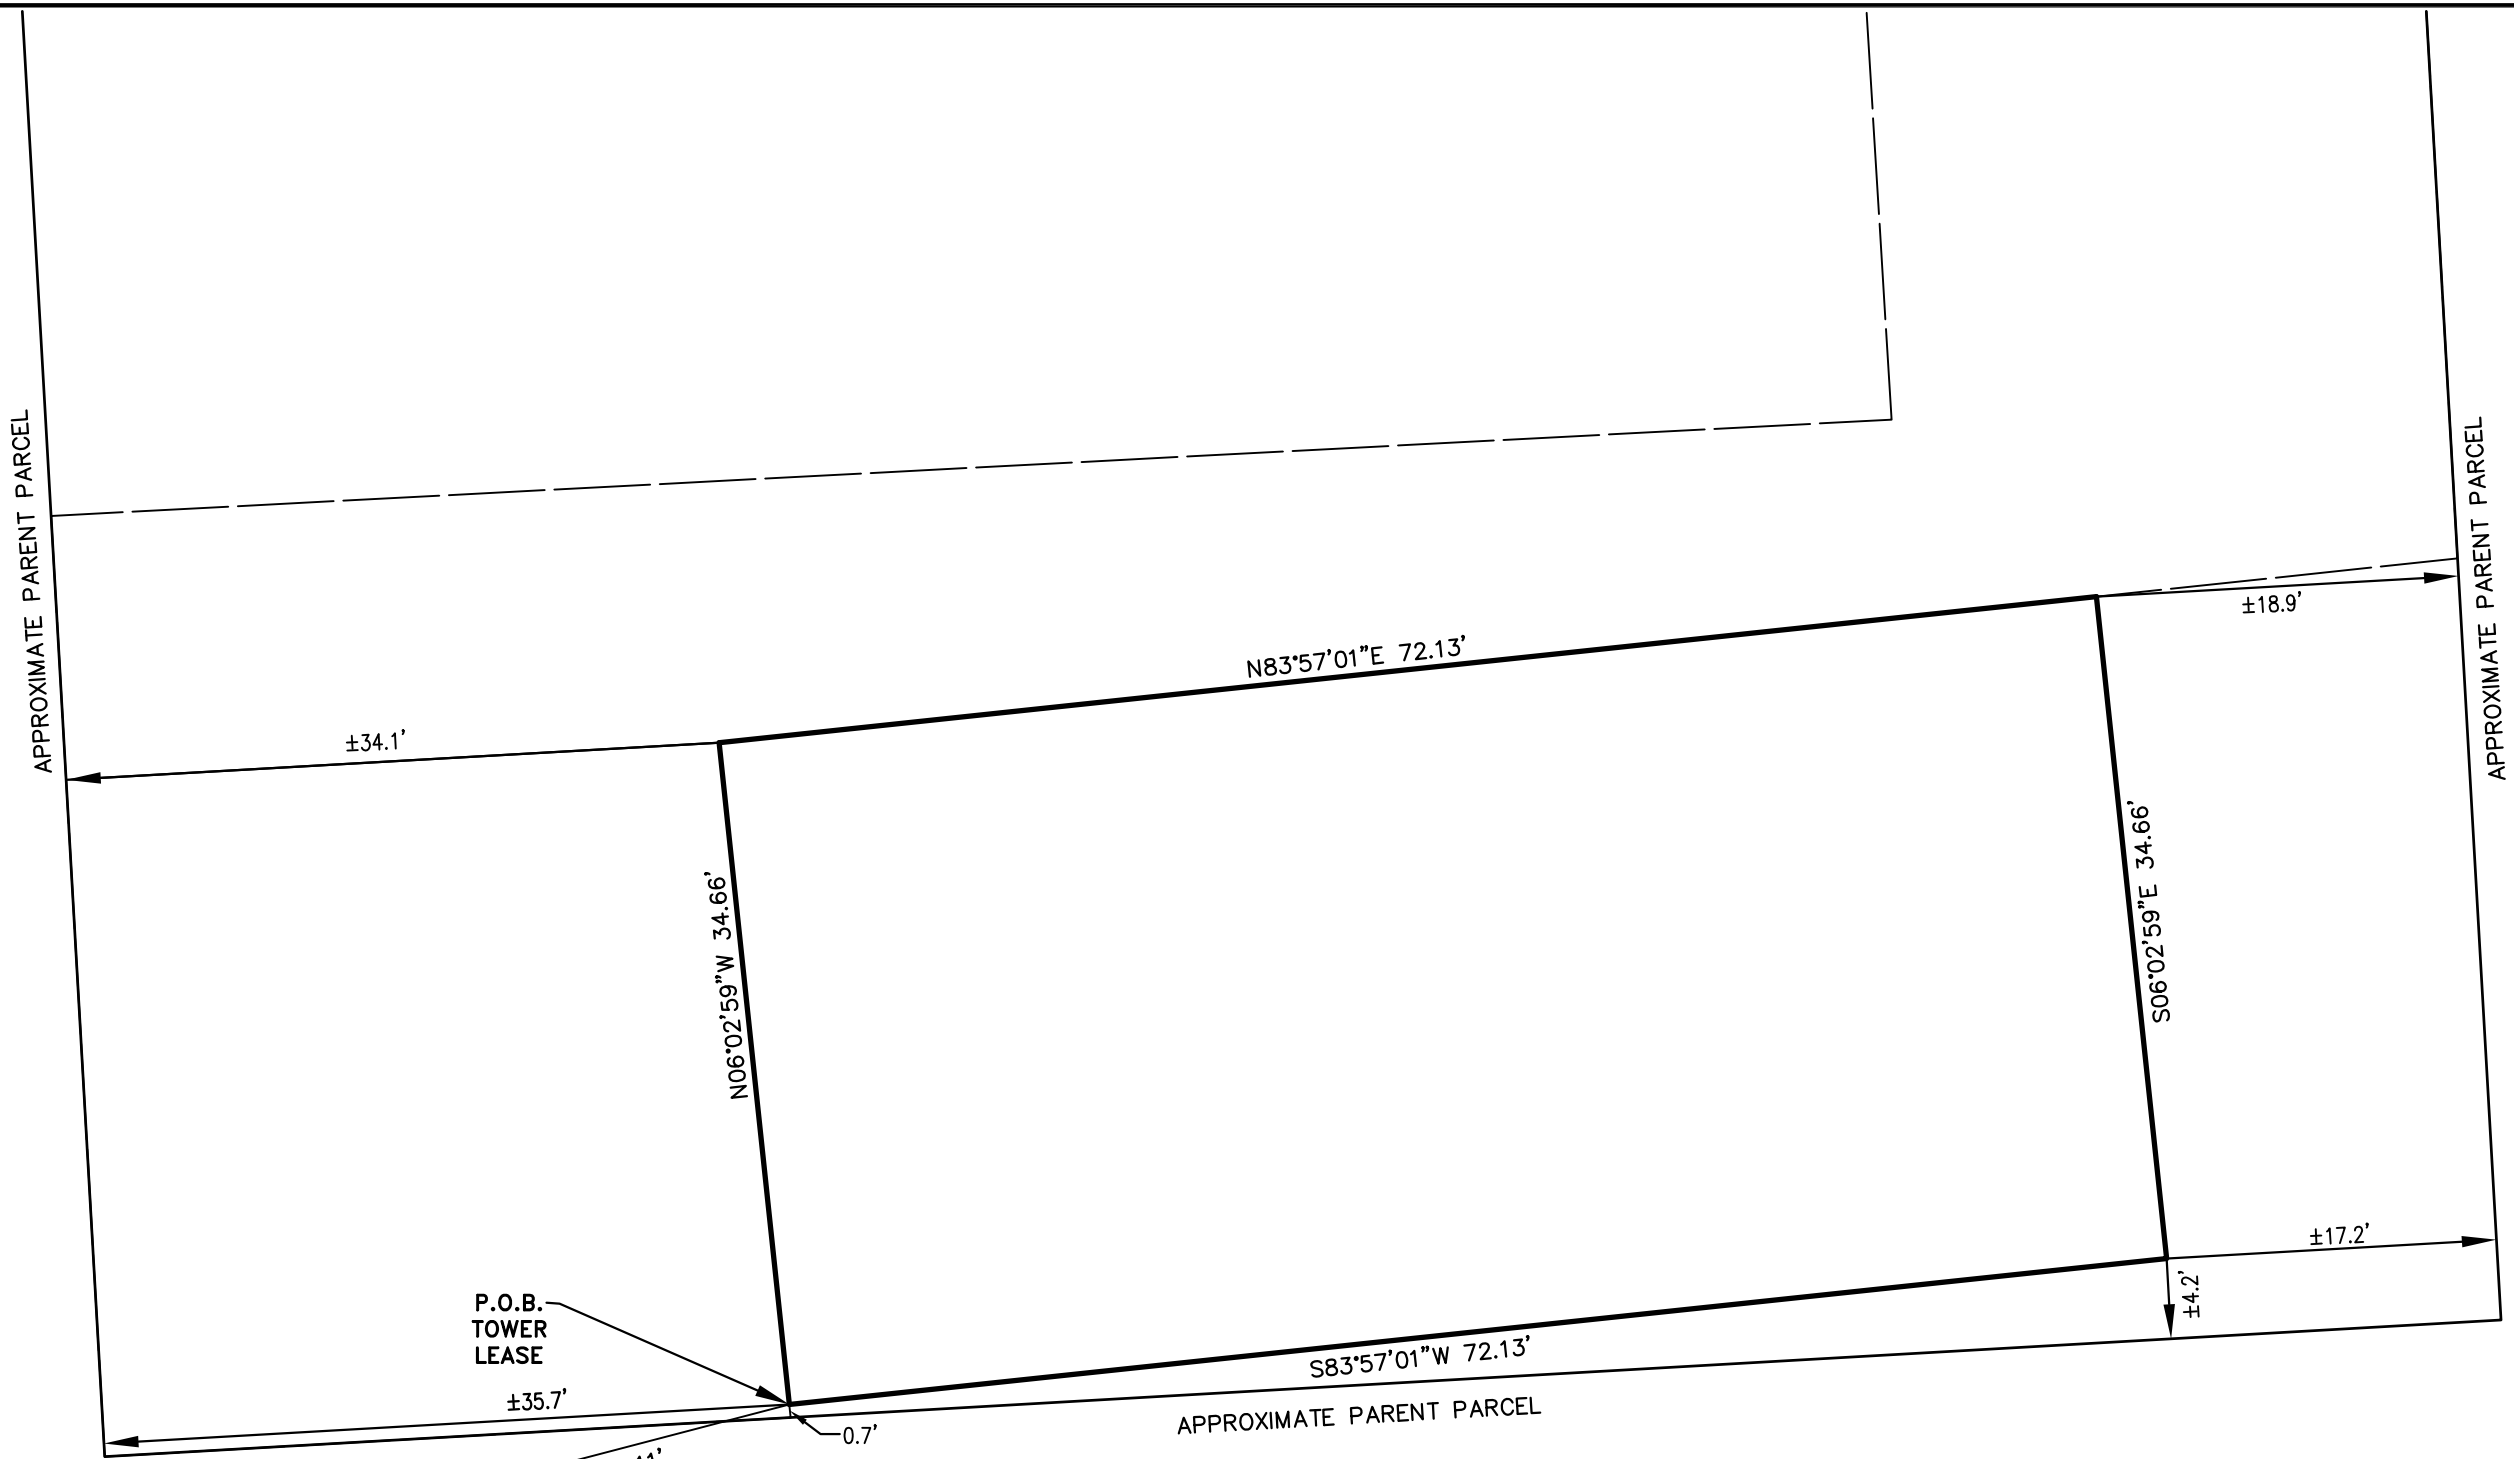 APPROXIMATE PARENT PARCEL
APPROXIMATE PARENT PARCEL
±18.9'
N83°57'01"E 72.13'
±34.1'
N06°02'59"W 34.66'
S06°02'59"E 34.66'
±17.2'
±4.2'
P.O.B.
TOWER
LEASE
±35.7'
S83°57'01"W 72.13'
0.7'
APPROXIMATE PARENT PARCEL